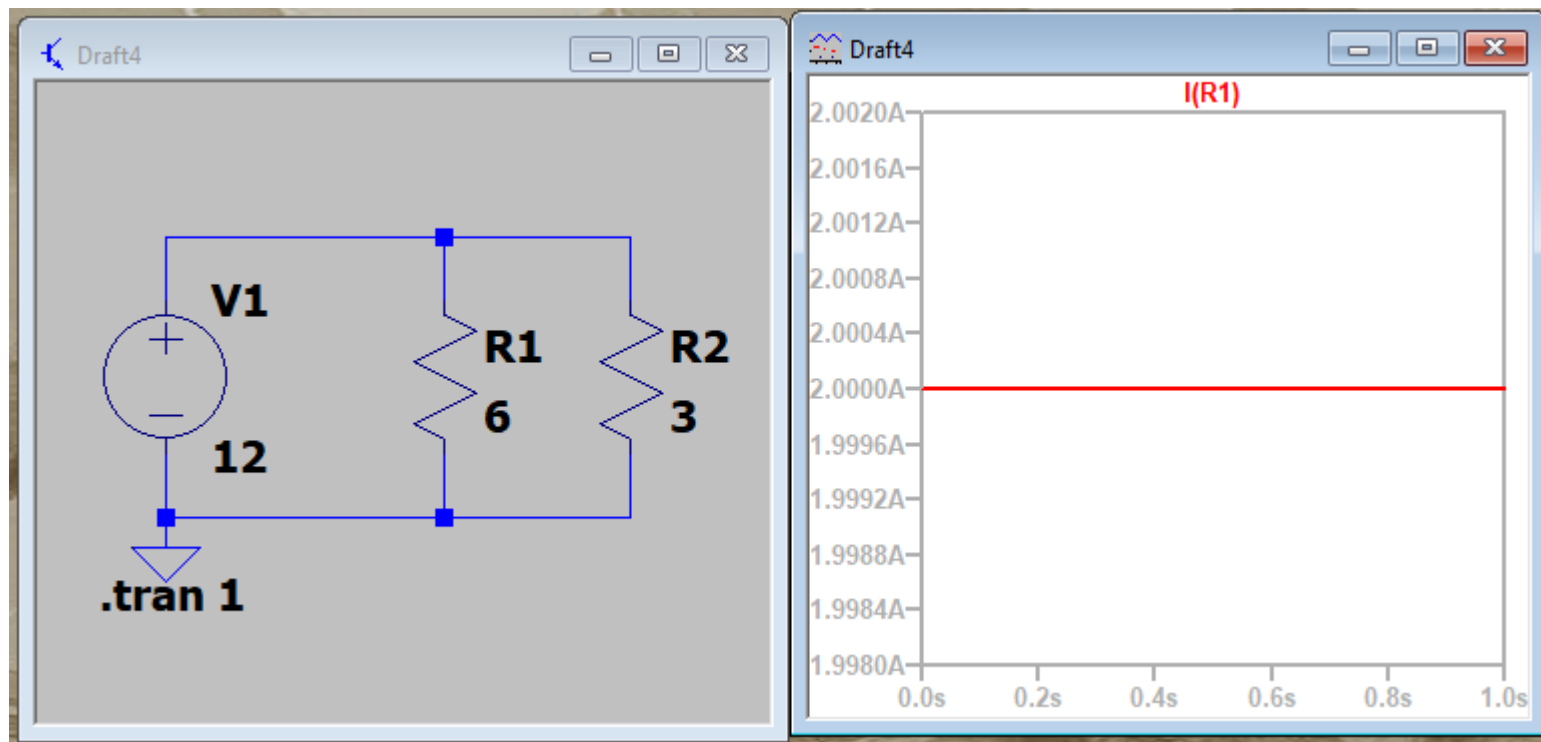 Draft4
V1
12
R1
6
R2
3
.tran 1
Draft4
I(R1)
2.0020A
2.0016A
2.0012A
2.0008A
2.0004A
2.0000A
1.9996A
1.9992A
1.9988A
1.9984A
1.9980A
0.0s 0.2s 0.4s 0.6s 0.8s 1.0s